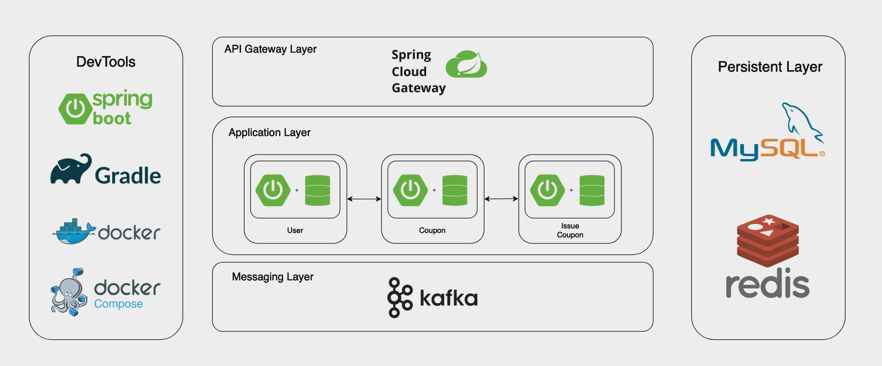 DevTools
spring
boot
Gradle
docker
docker
Compose
API Gateway Layer
Spring
Cloud
Gateway
Application Layer
+
User
+
Coupon
+
Issue
Coupon
Messaging Layer
kafka
Persistent Layer
MySQL®
redis